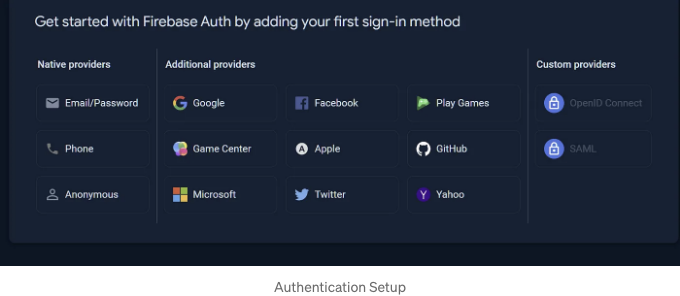 Get started with Firebase Auth by adding your first sign-in method
Native providers
Email/Password
Phone
Anonymous
Additional providers
Google
Facebook
Play Games
Game Center
Apple
GitHub
Microsoft
Twitter
Yahoo
Custom providers
OpenID Connect
SAML
Authentication Setup